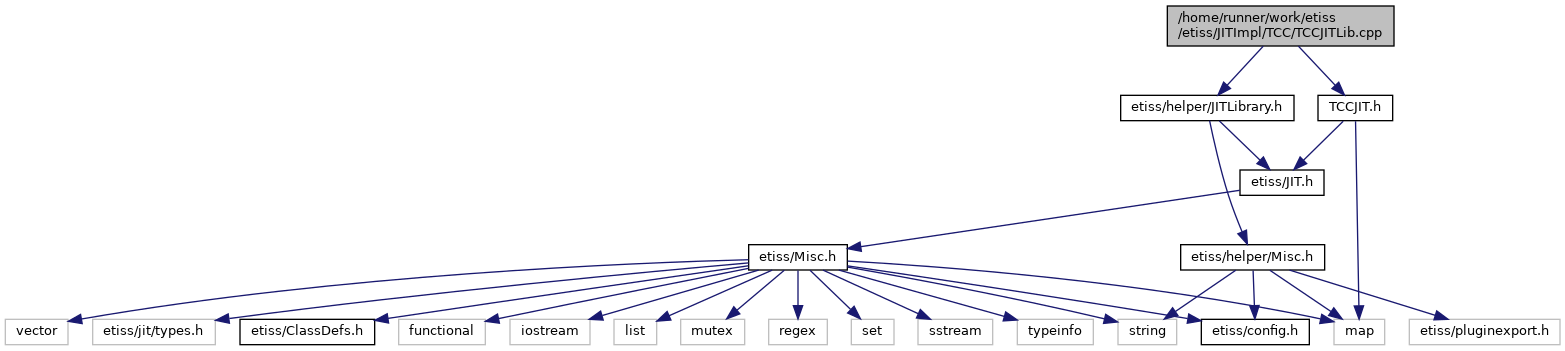 /home/runner/work/etiss
/etiss/JITImpl/TCC/TCCJITLib.cpp
etiss/helper/JITLibrary.h
TCCJIT.h
etiss/JIT.h
etiss/Misc.h
etiss/helper/Misc.h
vector
etiss/jit/types.h
etiss/ClassDefs.h
functional
iostream
list
mutex
regex
set
sstream
typeinfo
string
etiss/config.h
map
etiss/pluginexport.h